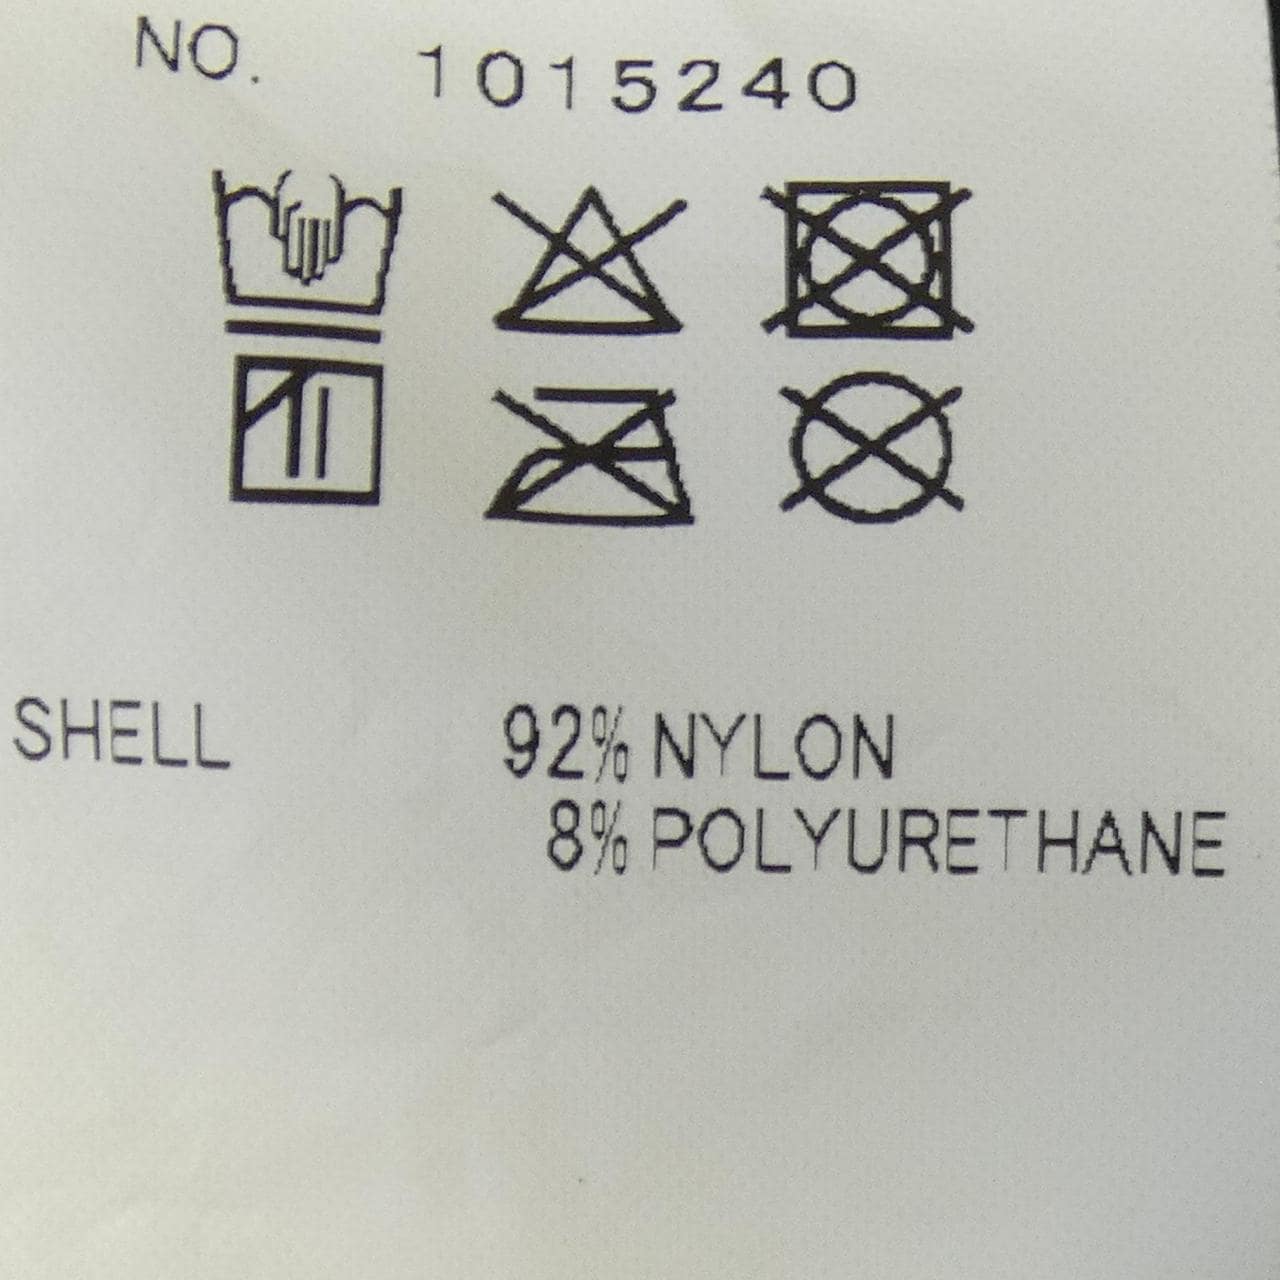 NO. 1015240
SHELL 92% NYLON
8% POLYURETHANE